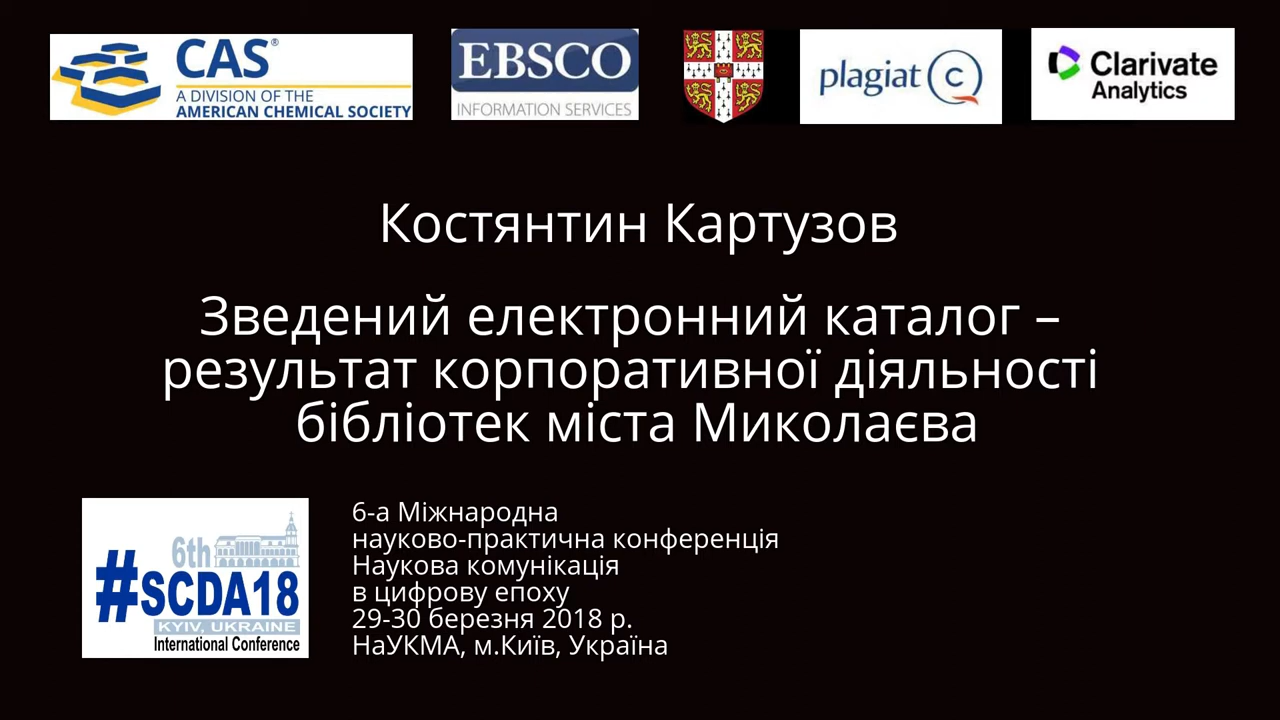 CAS®
A DIVISION OF THE
AMERICAN CHEMICAL SOCIETY
EBSCO
INFORMATION SERVICES
plagiat c
Clarivate
Analytics
Костянтин Картузов
Зведений електронний каталог –
результат корпоративної діяльності
бібліотек міста Миколаєва
6th
#SCDA18
KYIV, UKRAINE
International Conference
6-а Міжнародна
науково-практична конференція
Наукова комунікація
в цифрову епоху
29-30 березня 2018 р.
НаУКМА, м.Київ, Україна